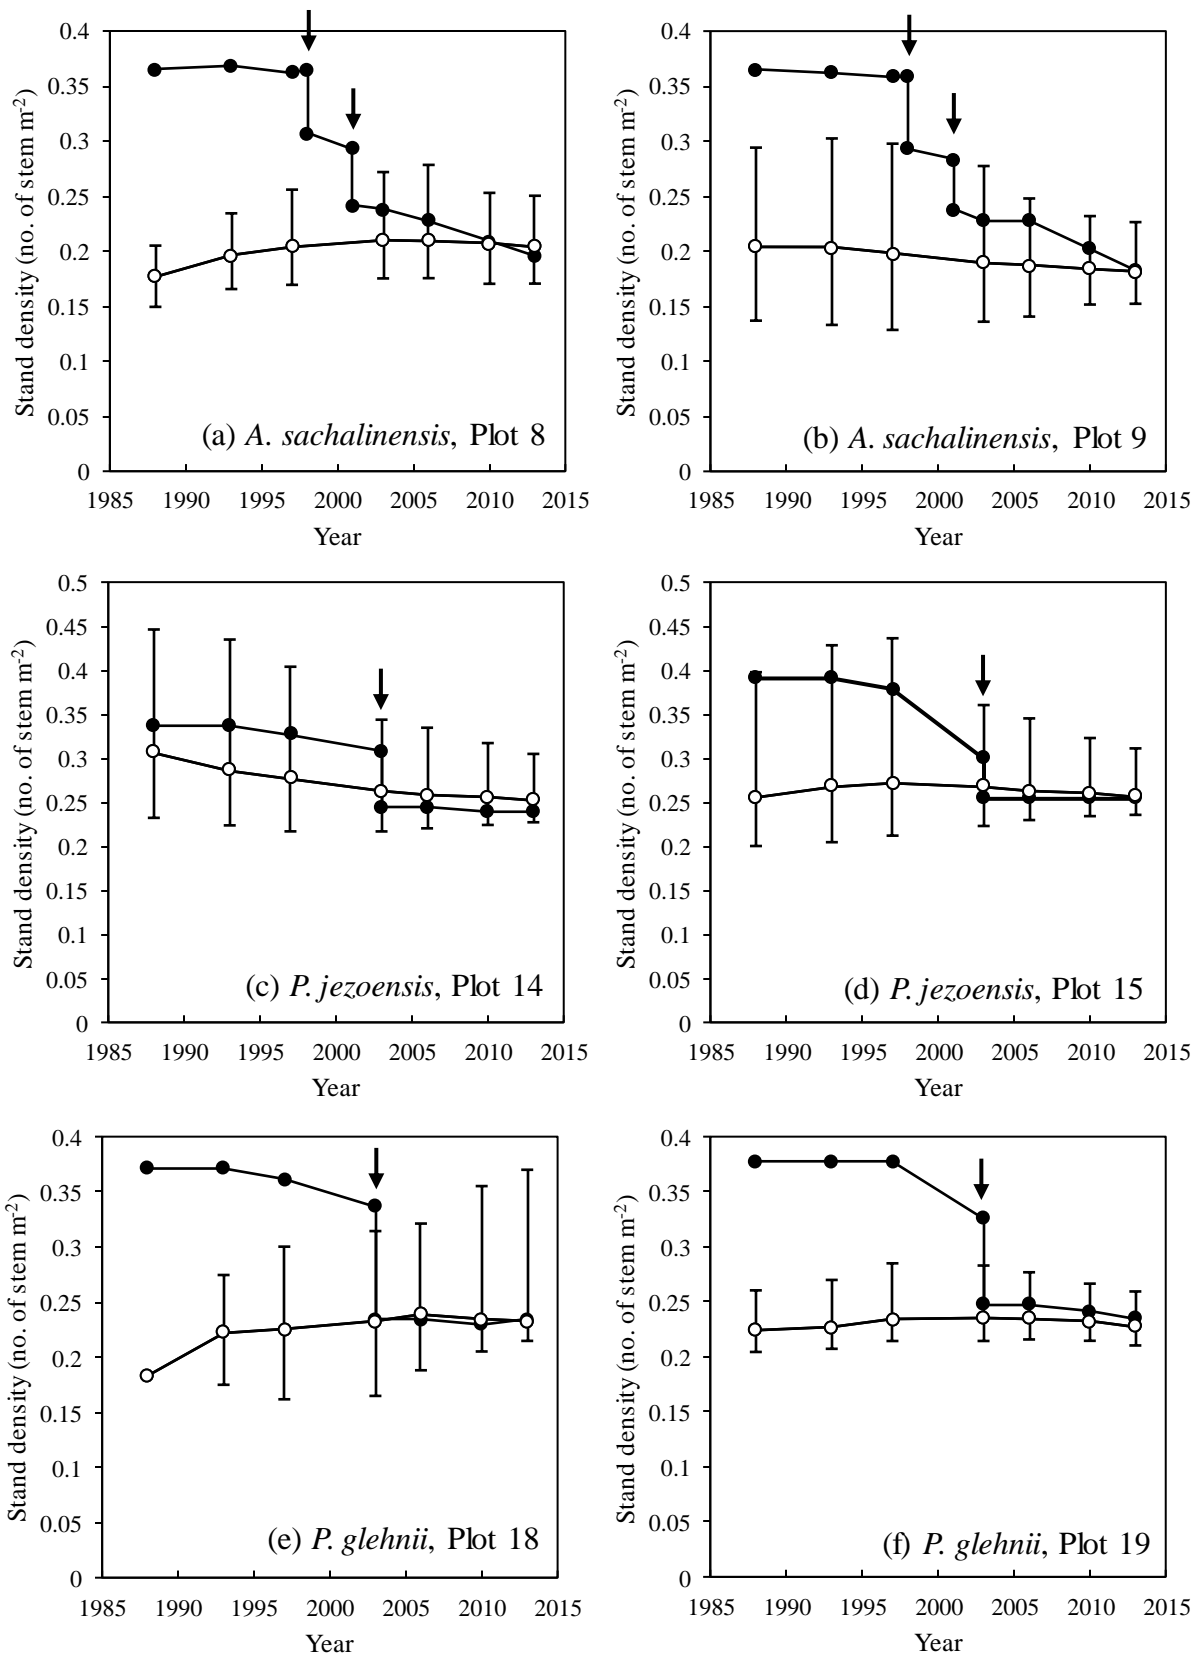 0.4
0.35
0.3
0.25
0.2
0.15
0.1
0.05
0
Stand density (no. of stem m-2)
(a) A. sachalinensis, Plot 8
1985 1990 1995 2000 2005 2010 2015
Year
0.4
0.35
0.3
0.25
0.2
0.15
0.1
0.05
0
Stand density (no. of stem m-2)
(b) A. sachalinensis, Plot 9
1985 1990 1995 2000 2005 2010 2015
Year
0.5
0.45
0.4
0.35
0.3
0.25
0.2
0.15
0.1
0.05
0
Stand density (no. of stem m-2)
(c) P. jezoensis, Plot 14
1985 1990 1995 2000 2005 2010 2015
Year
0.5
0.45
0.4
0.35
0.3
0.25
0.2
0.15
0.1
0.05
0
Stand density (no. of stem m-2)
(d) P. jezoensis, Plot 15
1985 1990 1995 2000 2005 2010 2015
Year
0.4
0.35
0.3
0.25
0.2
0.15
0.1
0.05
0
Stand density (no. of stem m-2)
(e) P. glehnii, Plot 18
1985 1990 1995 2000 2005 2010 2015
Year
0.4
0.35
0.3
0.25
0.2
0.15
0.1
0.05
0
Stand density (no. of stem m-2)
(f) P. glehnii, Plot 19
1985 1990 1995 2000 2005 2010 2015
Year